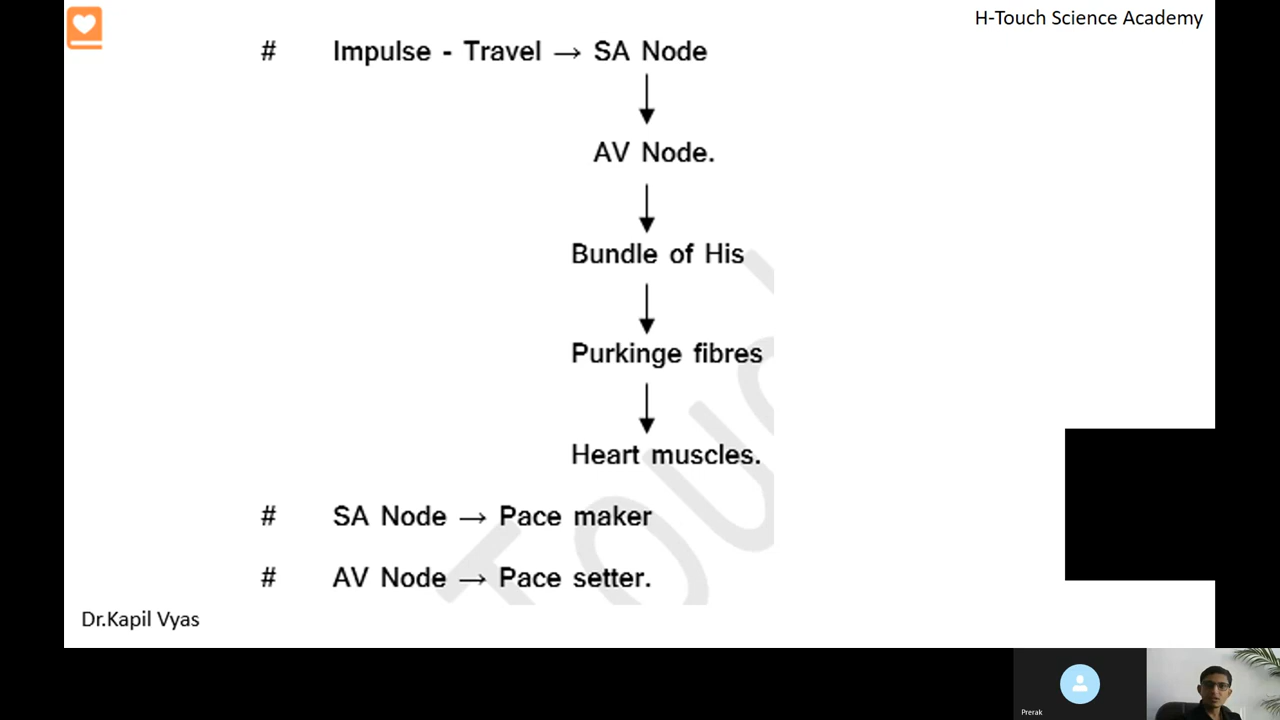 H-Touch Science Academy
# Impulse - Travel → SA Node
AV Node.
Bundle of His
Purkinge fibres
Heart muscles.
# SA Node → Pace maker
# AV Node → Pace setter.
TOUC
Dr.Kapil Vyas
Prerak